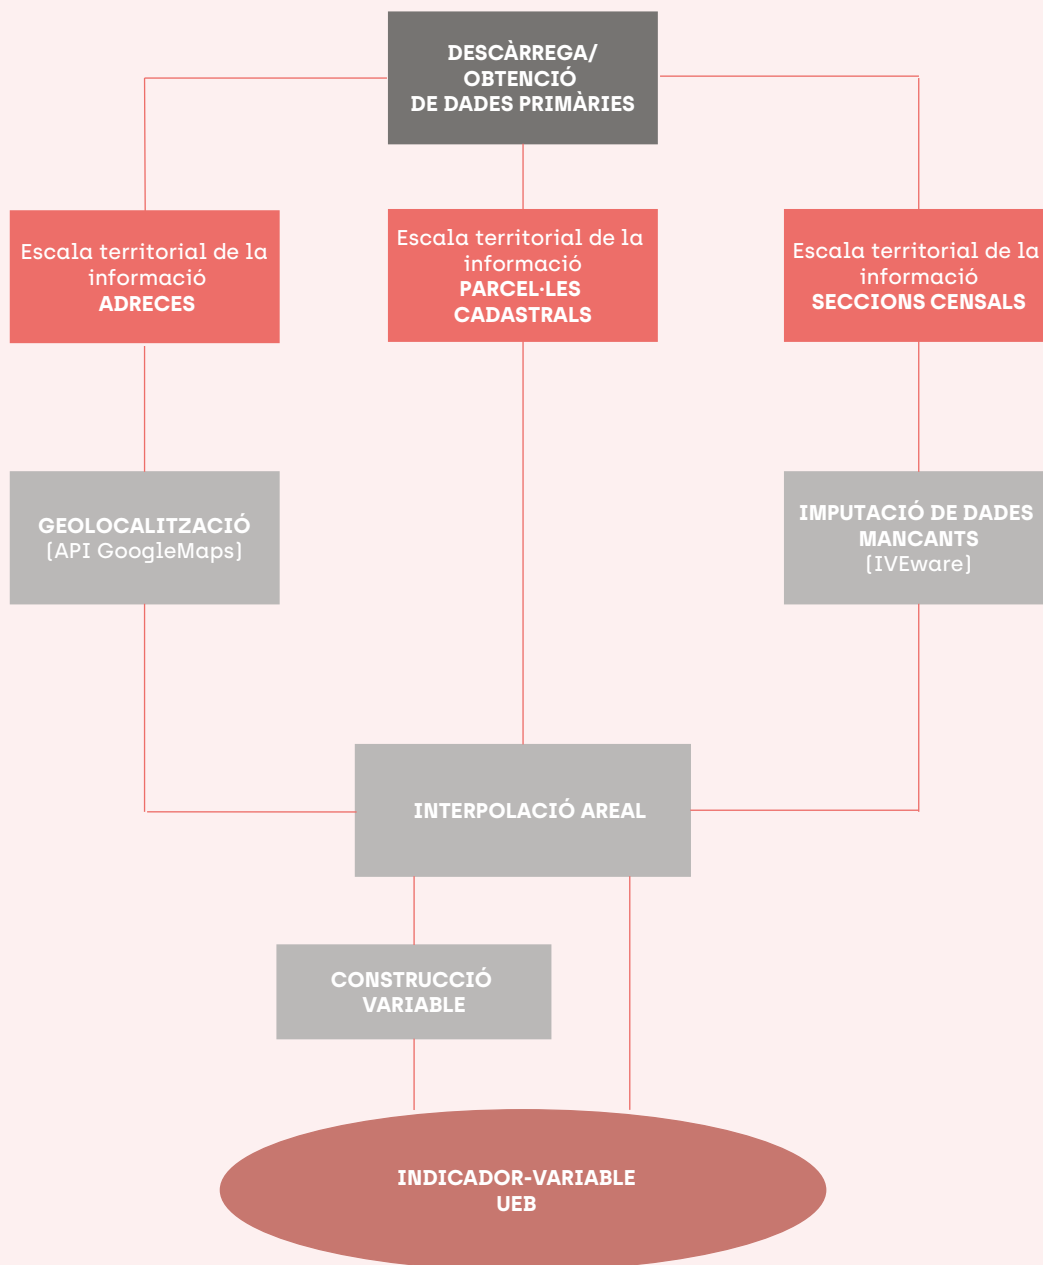 DESCÀRREGA/
OBTENCIÓ
DE DADES PRIMÀRIES
Escala territorial de la
informació
ADRECES
Escala territorial de la
informació
PARCEL·LES
CADASTRALS
Escala territorial de la
informació
SECCIONS CENSALS
GEOLOCALITZACIÓ
(API GoogleMaps)
IMPUTACIÓ DE DADES
MANCANTS
(IVEware)
INTERPOLACIÓ AREAL
CONSTRUCCIÓ
VARIABLE
INDICADOR-VARIABLE
UEB